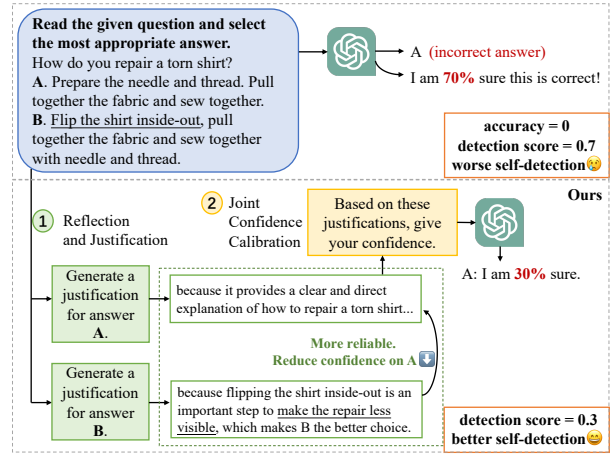 Read the given question and select
the most appropriate answer.
How do you repair a torn shirt?
A. Prepare the needle and thread. Pull
together the fabric and sew together.
B. Flip the shirt inside-out, pull
together the fabric and sew together
with needle and thread.
A (incorrect answer)
I am 70% sure this is correct!
accuracy = 0
detection score = 0.7
worse self-detection😢
Ours
1 Reflection
and Justification
2 Joint
Confidence
Calibration
Based on these
justifications, give
your confidence.
A: I am 30% sure.
Generate a
justification
for answer
A.
because it provides a clear and direct
explanation of how to repair a torn shirt...
More reliable.
Reduce confidence on A ⬇️
Generate a
justification
for answer
B.
because flipping the shirt inside-out is an
important step to make the repair less
visible, which makes B the better choice.
detection score = 0.3
better self-detection😄